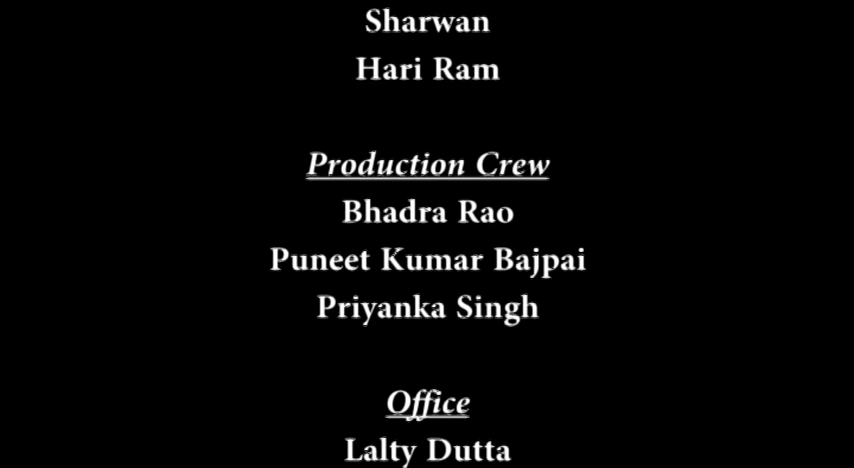 Sharwan
Hari Ram
Production Crew
Bhadra Rao
Puneet Kumar Bajpai
Priyanka Singh
Office
Lalty Dutta